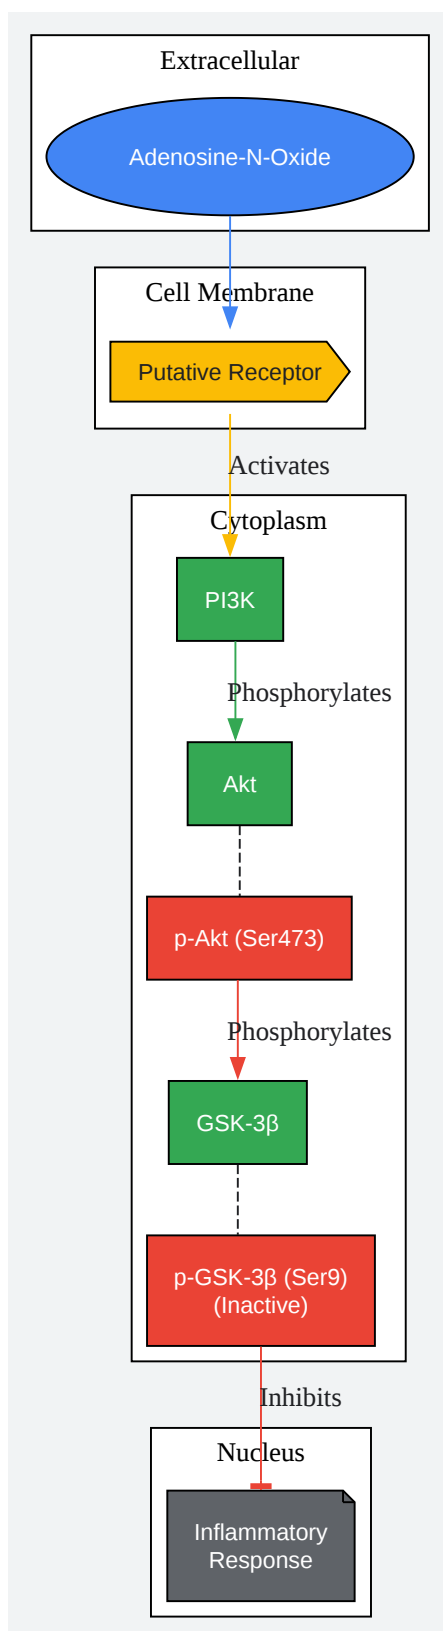 Extracellular
Adenosine-N-Oxide
Cell Membrane
Putative Receptor
Activates
Cytoplasm
PI3K
Phosphorylates
Akt
p-Akt (Ser473)
Phosphorylates
GSK-3β
p-GSK-3β (Ser9)
(Inactive)
Inhibits
Nucleus
Inflammatory
Response